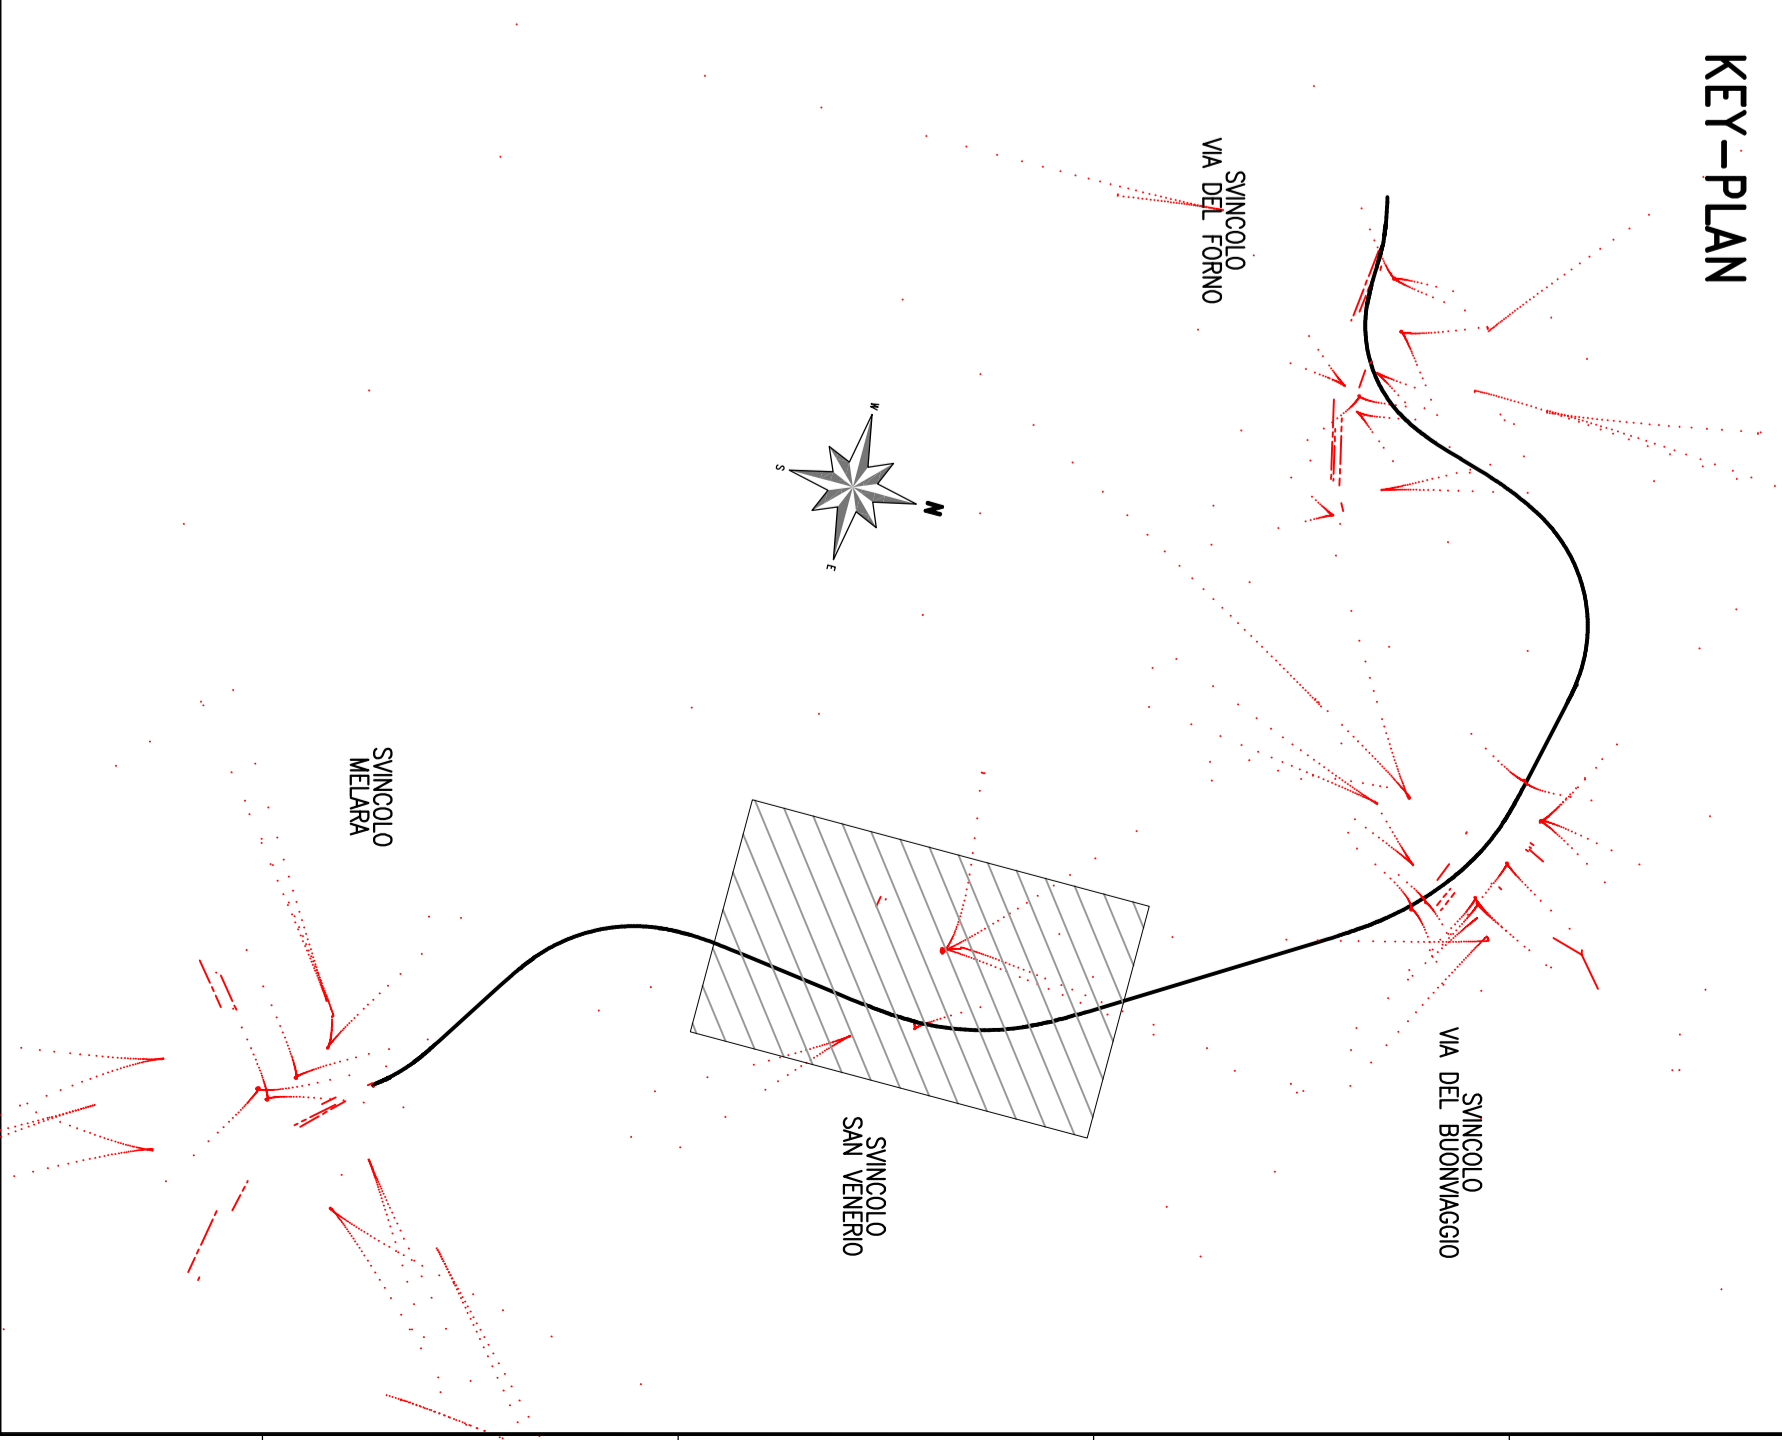 KEY-PLAN
SVINCOLO
VIA DEL FORNO
SVINCOLO
VIA DEL BUONVIAGGIO
W
N
S
E
SVINCOLO
SAN VENERIO
SVINCOLO
MELARA